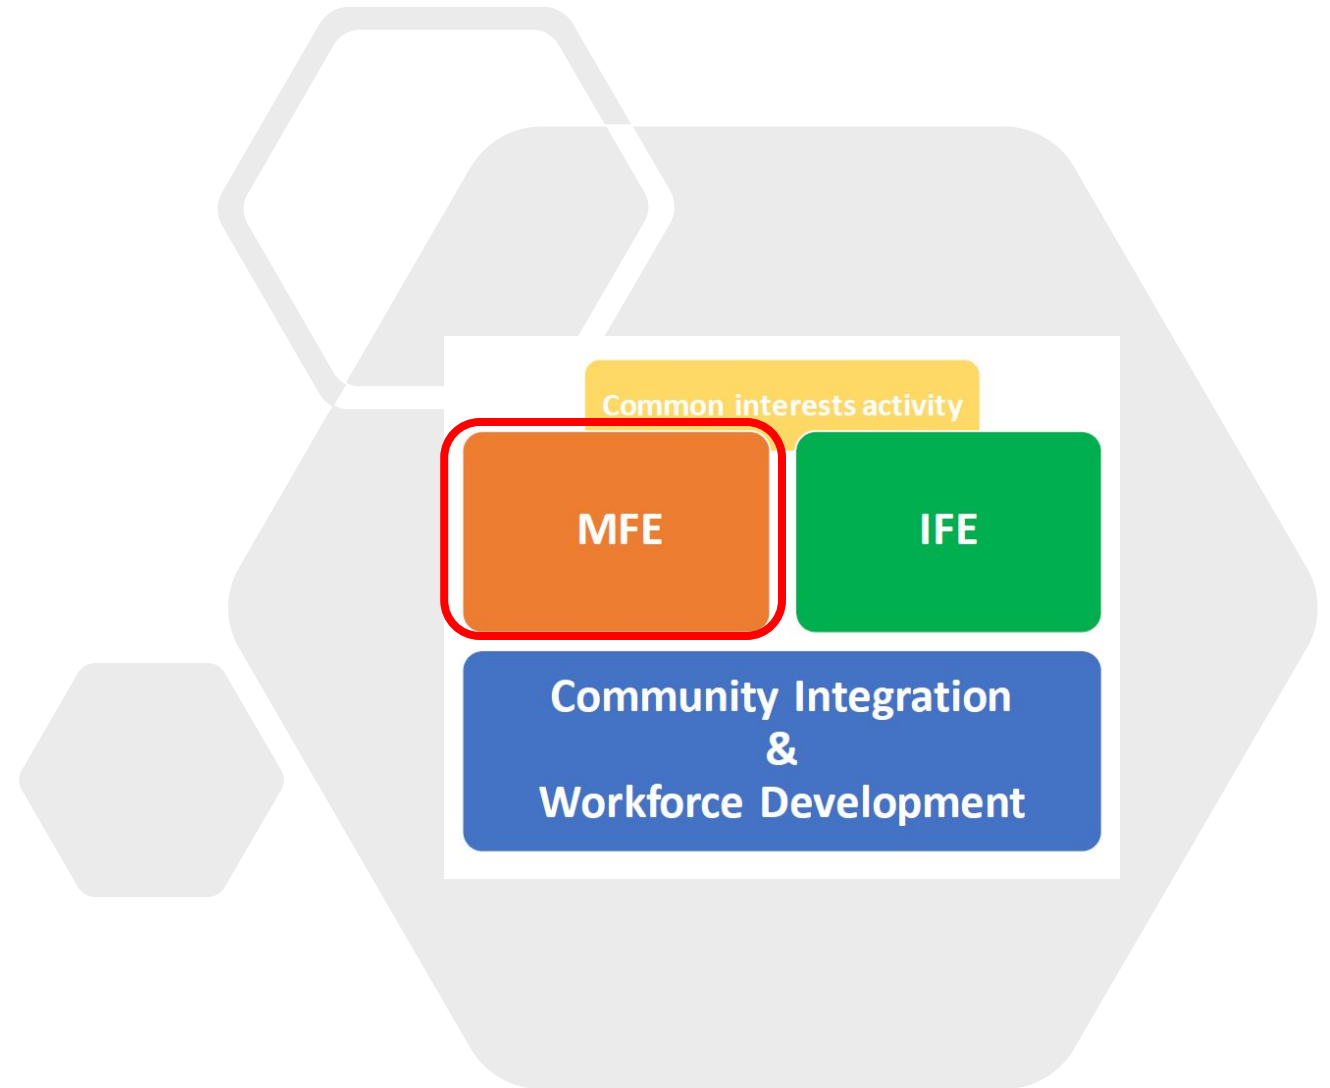 Common interests activity
MFE
IFE
Community Integration
&
Workforce Development